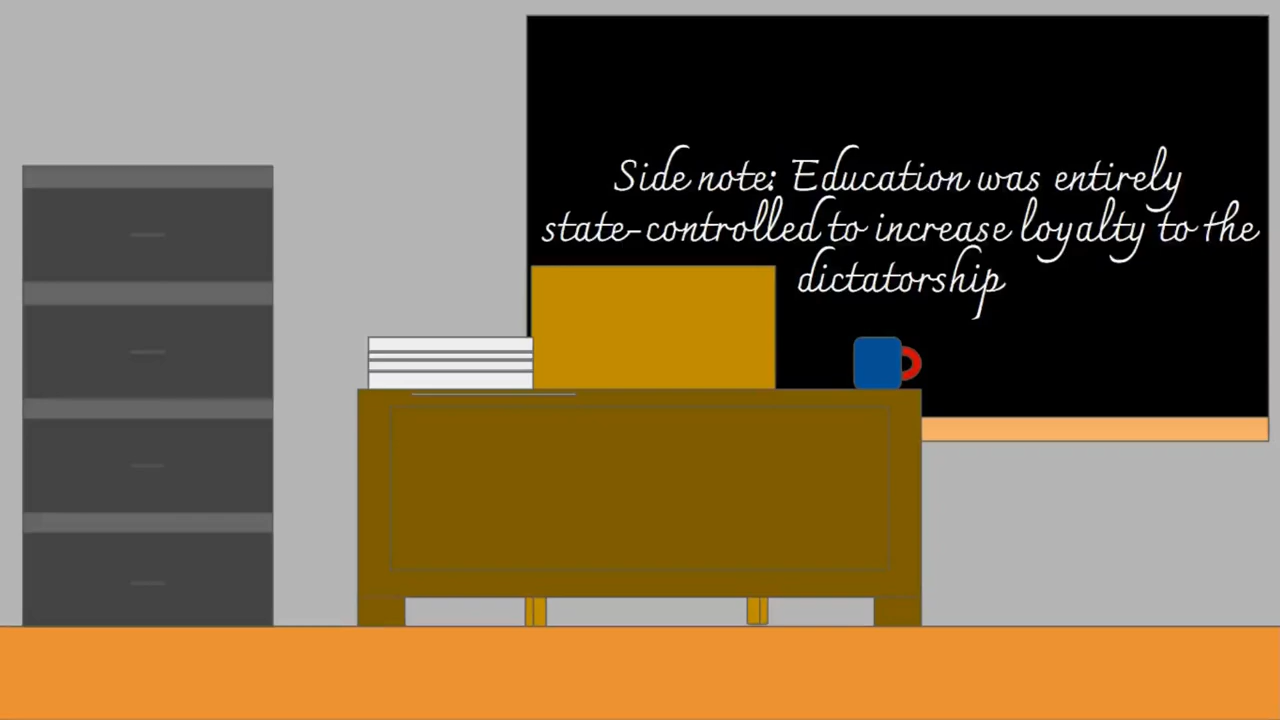 Side note: Education was entirely
state-controlled to increase loyalty to the
dictatorship